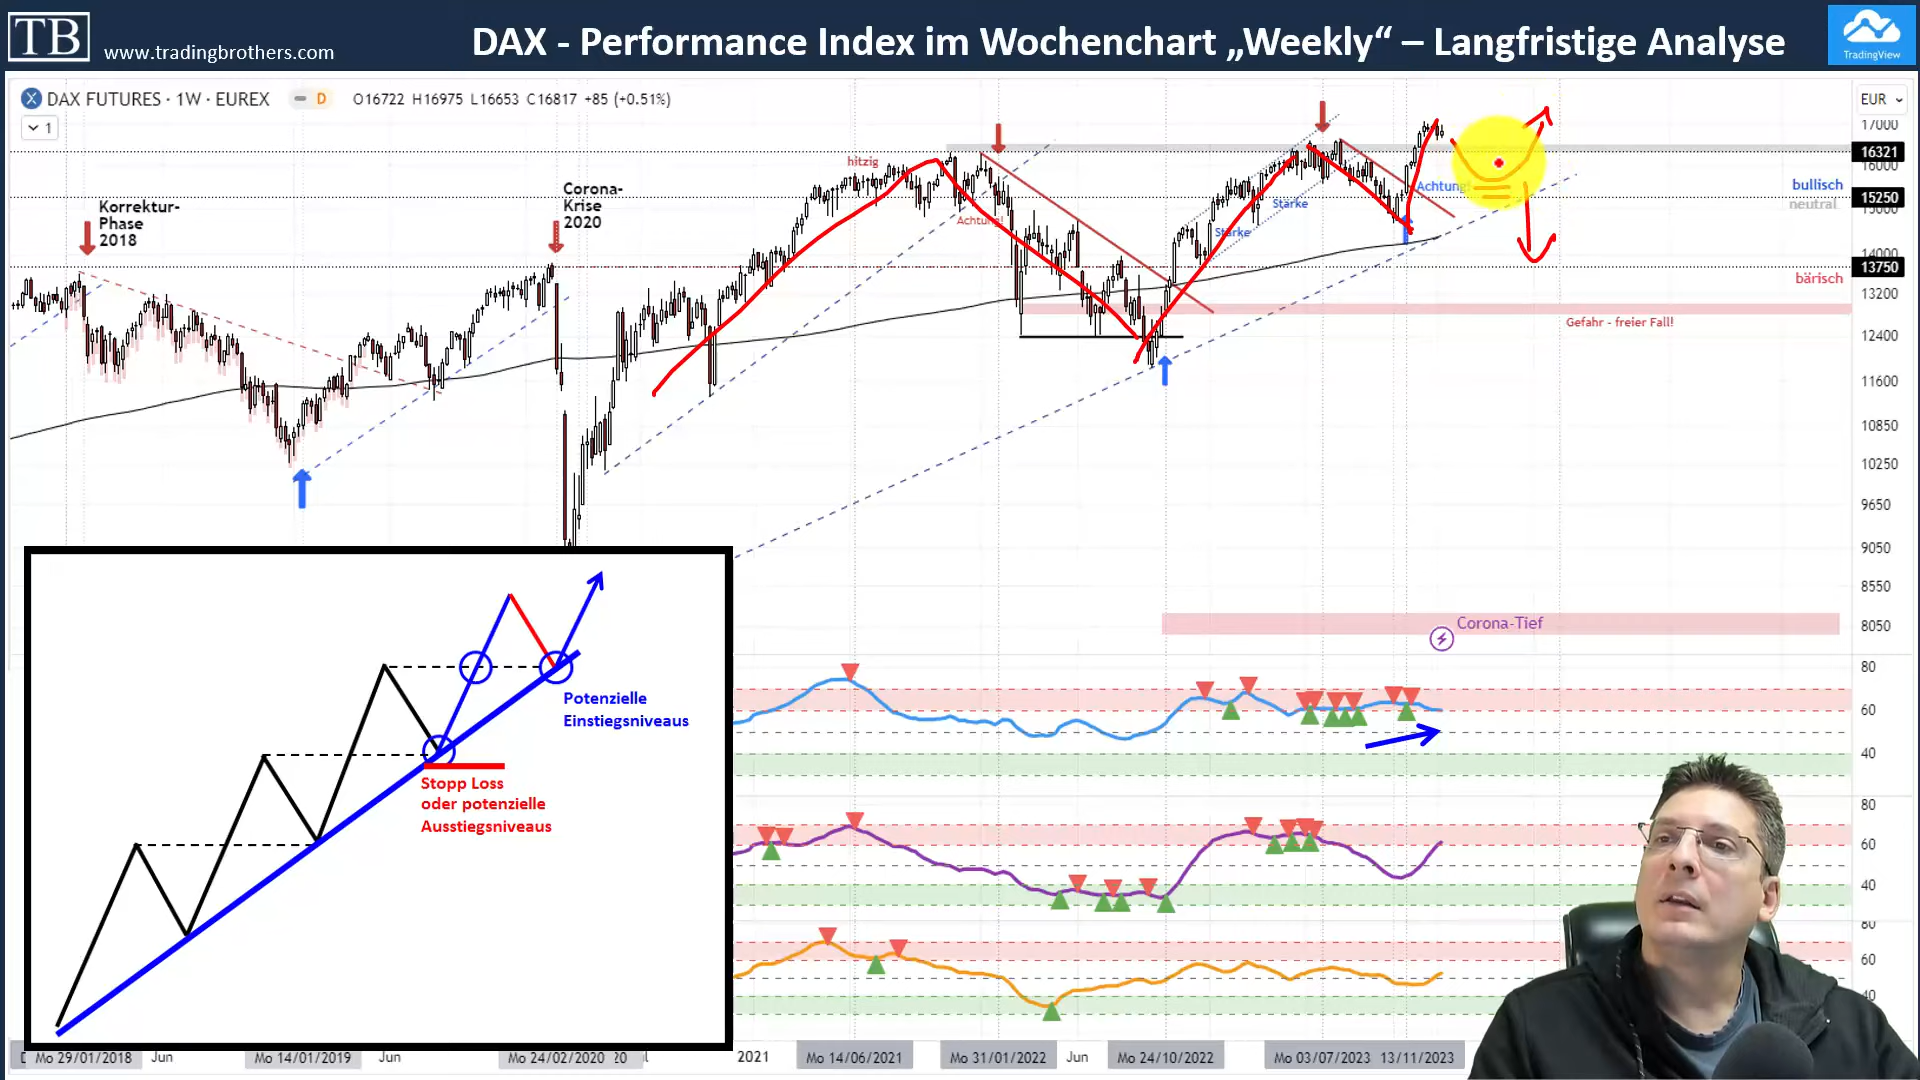 TB
www.tradingbrothers.com
DAX - Performance Index im Wochenchart „Weekly“ – Langfristige Analyse
TradingView
DAX FUTURES · 1W · EUREX
D
O16722 H16975 L16653 C16817 +85 (+0.51%)
EUR
1
17000
16321
16000
15250
15000
14000
13750
13200
12400
11600
10850
10250
9650
9050
8550
8050
bullisch
neutral
bärisch
Korrektur-
Phase
2018
Corona-
Krise
2020
hitzig
Achtung!
Stärke
Stärke
Achtung!
Gefahr - freier Fall!
Corona-Tief
Potenzielle
Einstiegsniveaus
Stopp Loss
oder potenzielle
Ausstiegsniveaus
80
60
40
80
60
40
80
60
40
Mo 29/01/2018
Jun
Mo 14/01/2019
Jun
Mo 24/02/2020
20
2021
Mo 14/06/2021
Mo 31/01/2022
Jun
Mo 24/10/2022
Mo 03/07/2023
13/11/2023